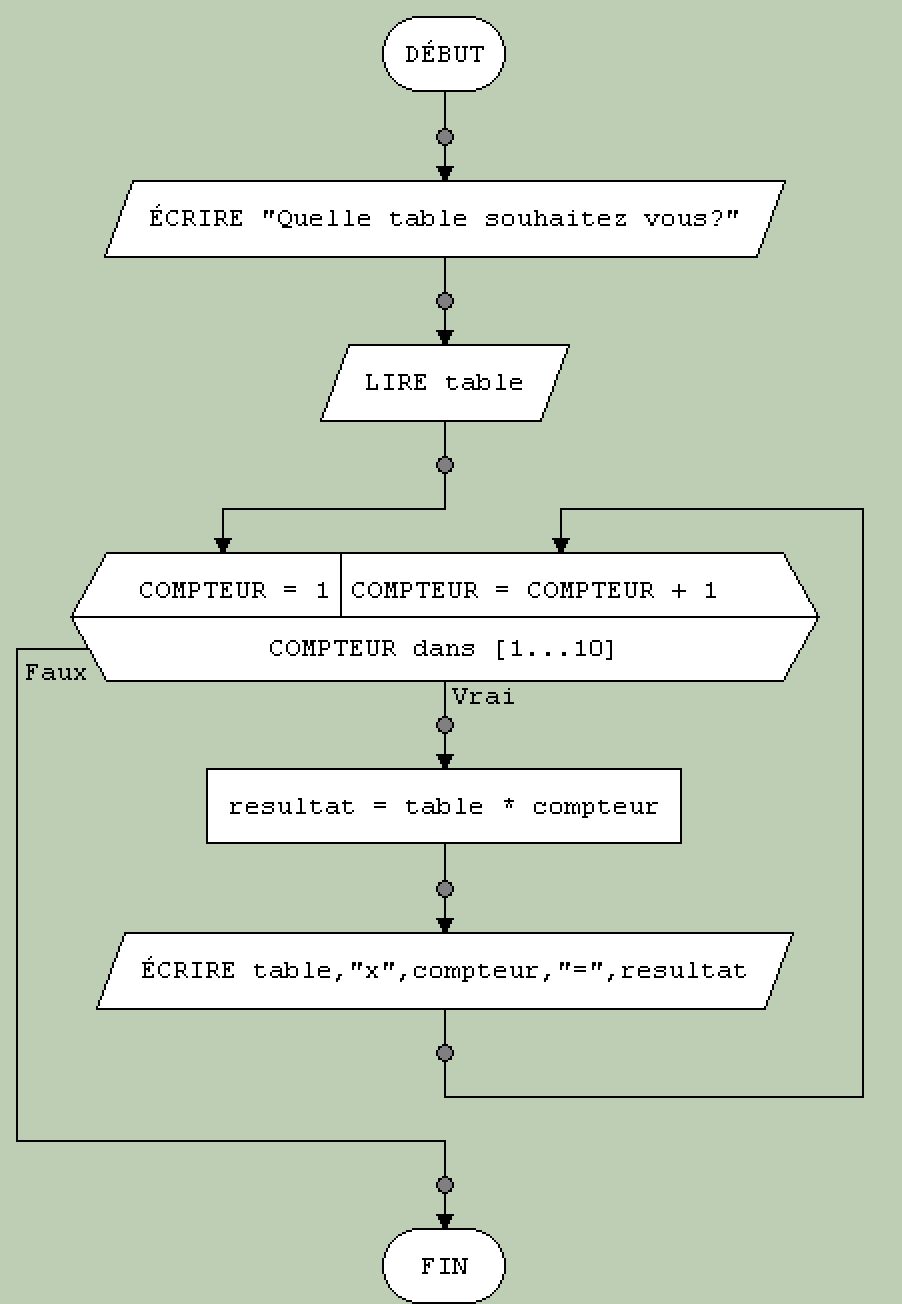 DÉBUT
ÉCRIRE "Quelle table souhaitez vous?"
LIRE table
COMPTEUR = 1
COMPTEUR = COMPTEUR + 1
COMPTEUR dans [1...10]
Faux
Vrai
resultat = table * compteur
ÉCRIRE table,"x",compteur,"=",resultat
FIN